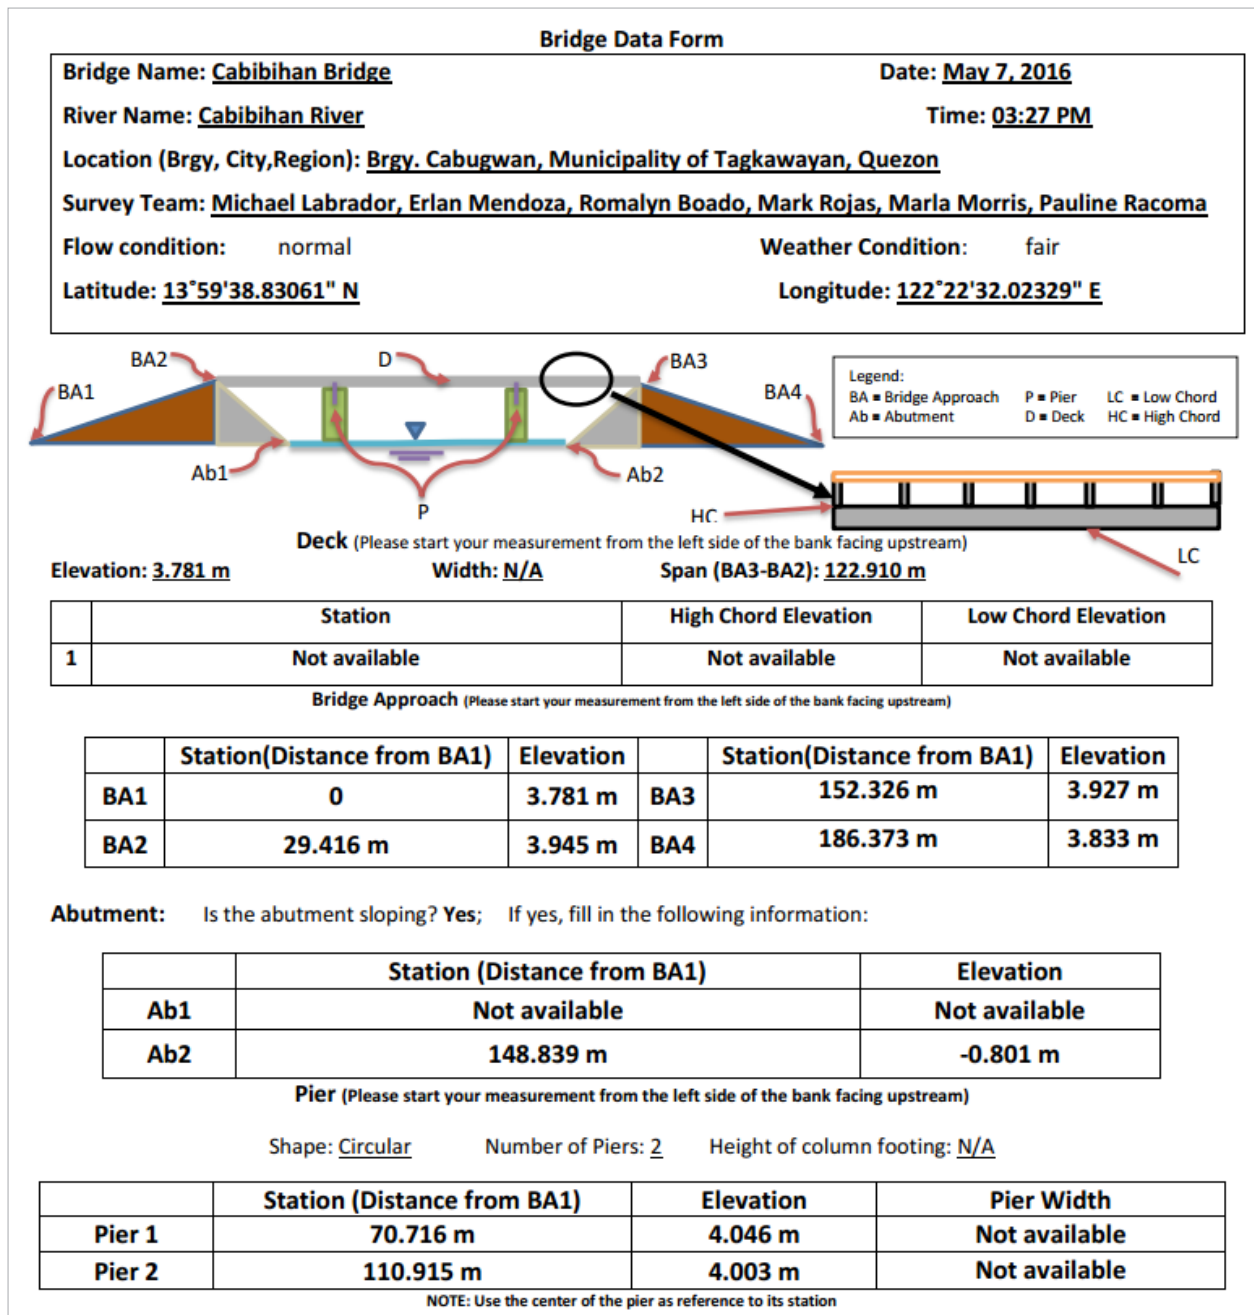 Bridge Data Form
Bridge Name: Cabibihan Bridge Date: May 7, 2016
River Name: Cabibihan River Time: 03:27 PM
Location (Brgy, City,Region): Brgy. Cabugwan, Municipality of Tagkawayan, Quezon
Survey Team: Michael Labrador, Erlan Mendoza, Romalyn Boado, Mark Rojas, Marla Morris, Pauline Racoma
Flow condition: normal Weather Condition: fair
Latitude: 13°59'38.83061" N Longitude: 122°22'32.02329" E
BA2 D BA3
BA1 BA4
Legend:
BA = Bridge Approach P = Pier LC = Low Chord
Ab = Abutment D = Deck HC = High Chord
Ab1 Ab2
P HC
LC
Deck (Please start your measurement from the left side of the bank facing upstream)
Elevation: 3.781 m Width: N/A Span (BA3-BA2): 122.910 m
Station High Chord Elevation Low Chord Elevation
1 Not available Not available Not available
Bridge Approach (Please start your measurement from the left side of the bank facing upstream)
Station(Distance from BA1) Elevation Station(Distance from BA1) Elevation
BA1 0 3.781 m BA3 152.326 m 3.927 m
BA2 29.416 m 3.945 m BA4 186.373 m 3.833 m
Abutment: Is the abutment sloping? Yes; If yes, fill in the following information:
Station (Distance from BA1) Elevation
Ab1 Not available Not available
Ab2 148.839 m -0.801 m
Pier (Please start your measurement from the left side of the bank facing upstream)
Shape: Circular Number of Piers: 2 Height of column footing: N/A
Station (Distance from BA1) Elevation Pier Width
Pier 1 70.716 m 4.046 m Not available
Pier 2 110.915 m 4.003 m Not available
NOTE: Use the center of the pier as reference to its station